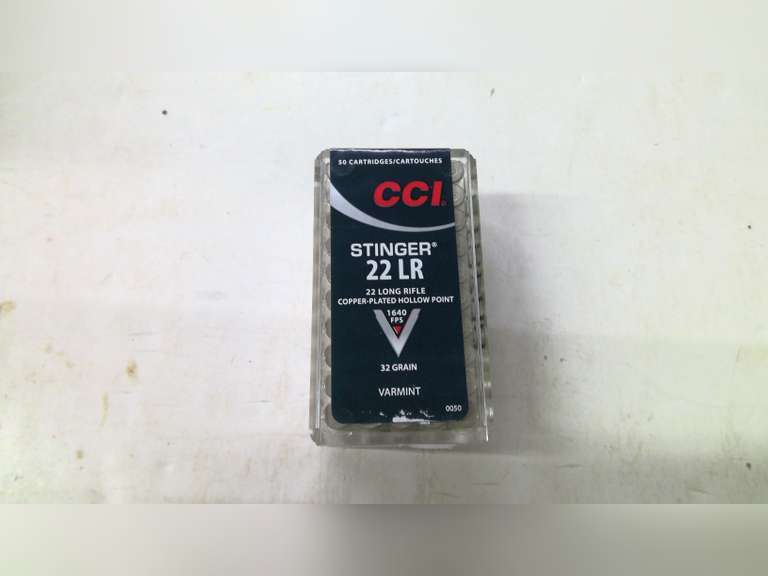 50 CARTRIDGES/CARTOUCHES
CCI
STINGER®
22 LR
22 LONG RIFLE
COPPER-PLATED HOLLOW POINT
1640
FPS
32 GRAIN
VARMINT
0050